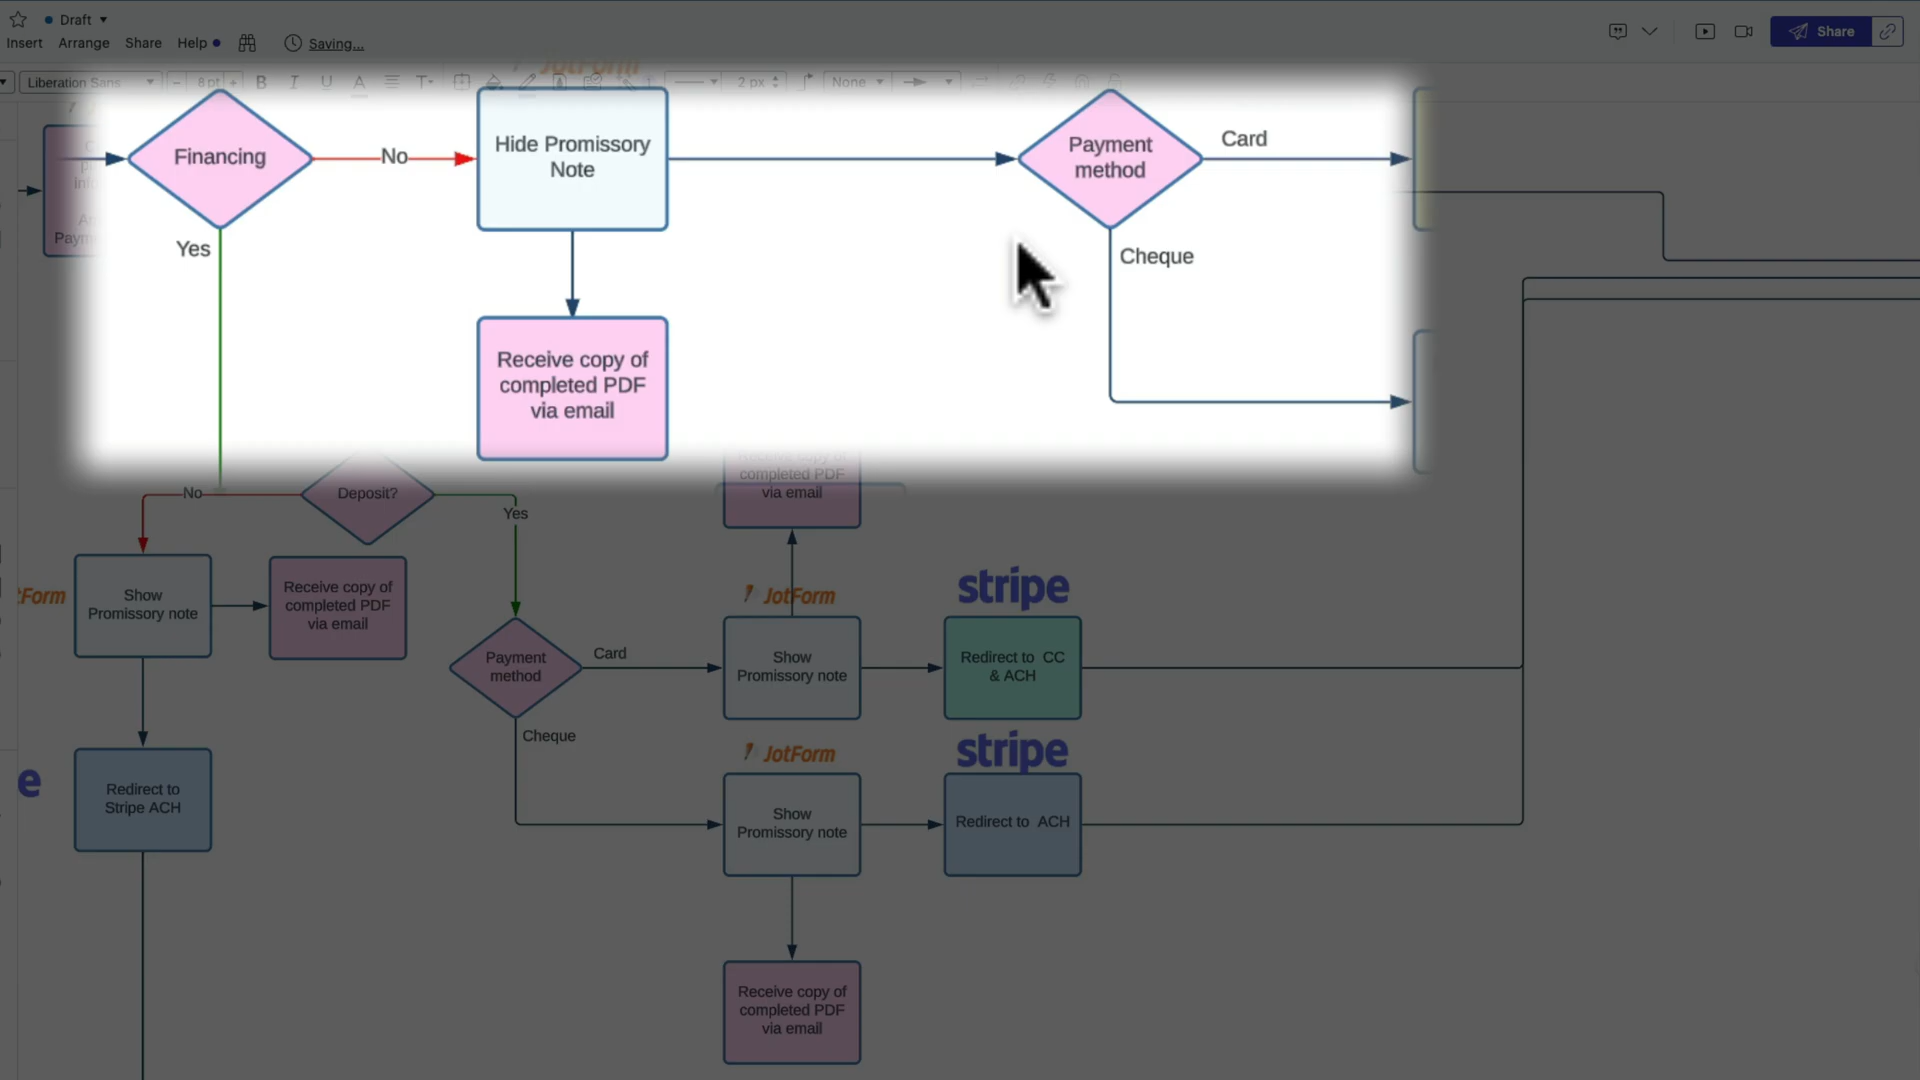 Draft
Insert
Arrange
Share
Help
Saving...
Share
JotForm
Liberation Sans
8 pt
2 px
None
Financing
No
Hide Promissory
Note
Payment
method
Card
Yes
Cheque
Receive copy of
completed PDF
via email
Receive copy of
completed PDF
via email
No
Deposit?
Yes
Show
Promissory note
Receive copy of
completed PDF
via email
JotForm
stripe
Payment
method
Card
Show
Promissory note
Redirect to CC
& ACH
Cheque
JotForm
stripe
Redirect to
Stripe ACH
Show
Promissory note
Redirect to ACH
Receive copy of
completed PDF
via email